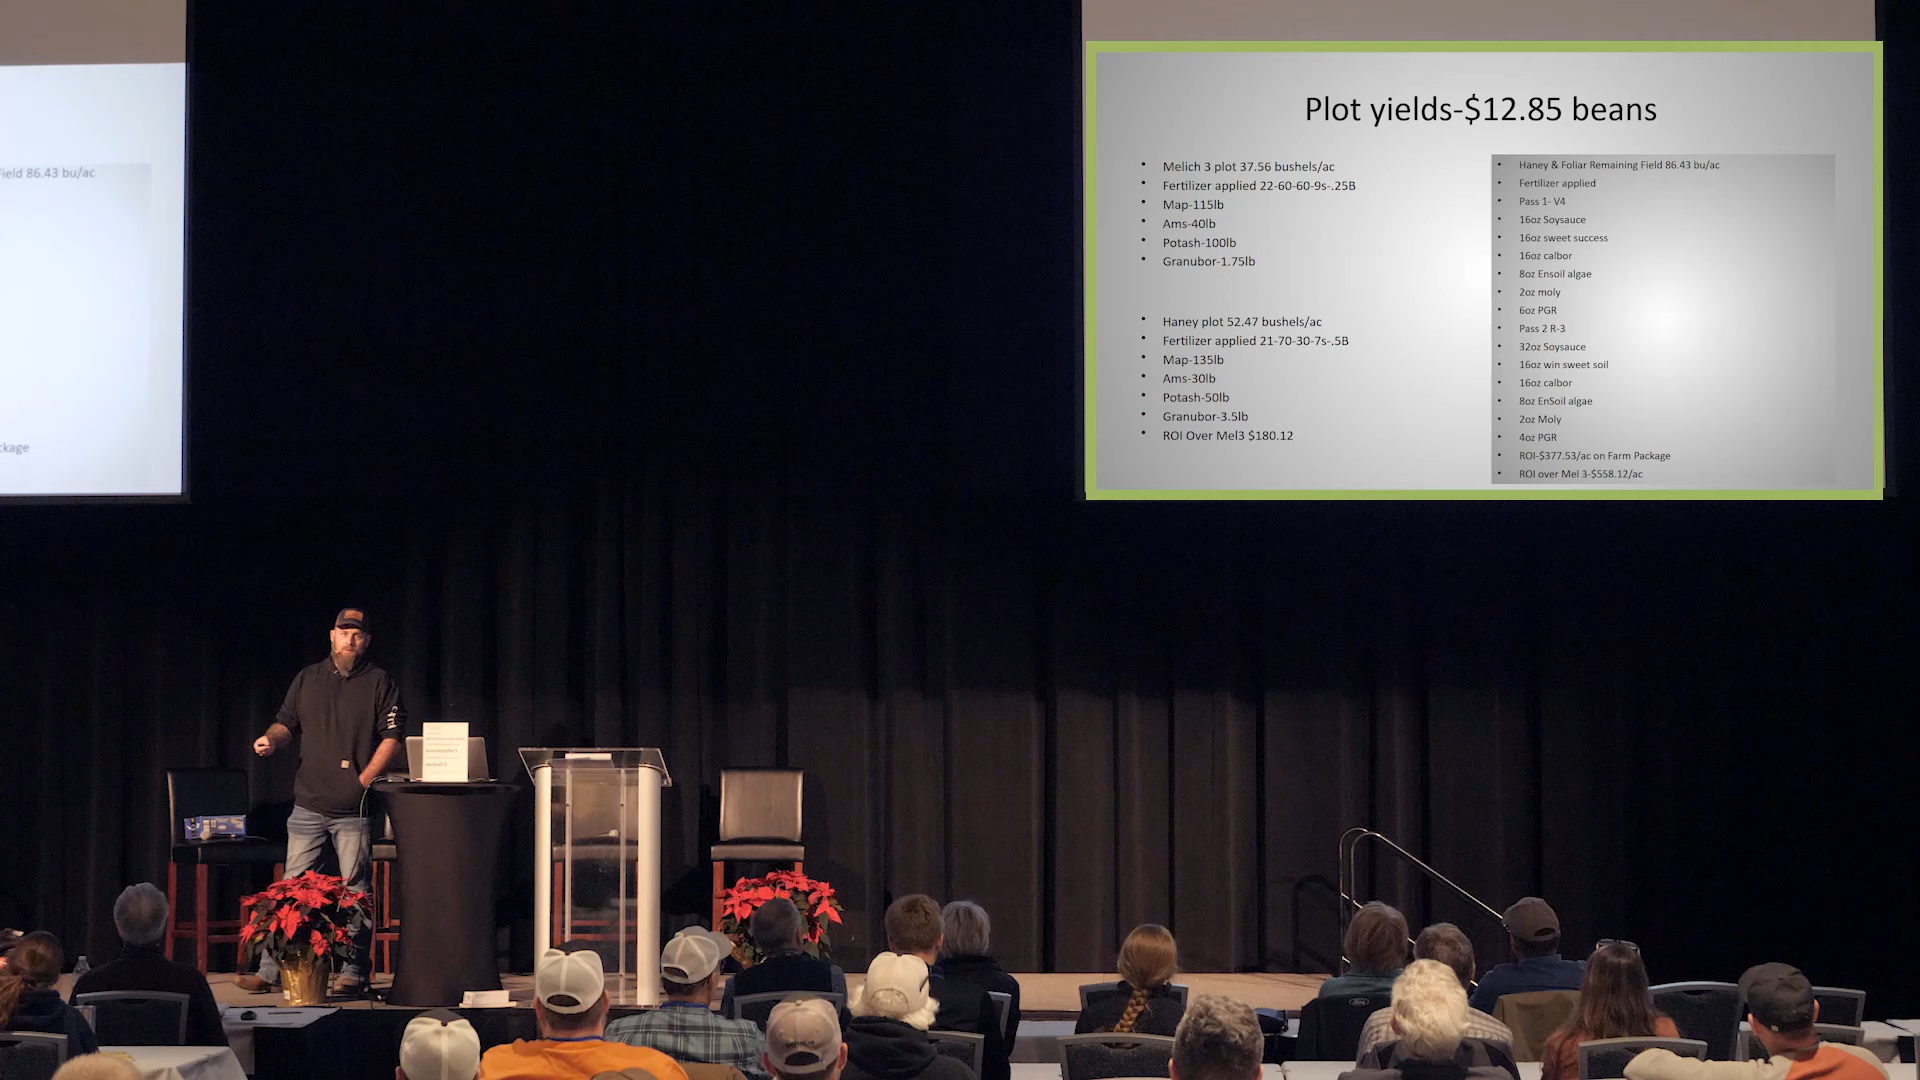 Field 86.43 bu/ac
ckage
Plot yields-$12.85 beans
• Melich 3 plot 37.56 bushels/ac
• Fertilizer applied 22-60-60-9s-.25B
• Map-115lb
• Ams-40lb
• Potash-100lb
• Granubor-1.75lb
• Haney plot 52.47 bushels/ac
• Fertilizer applied 21-70-30-7s-.5B
• Map-135lb
• Ams-30lb
• Potash-50lb
• Granubor-3.5lb
• ROI Over Mel3 $180.12
• Haney & Foliar Remaining Field 86.43 bu/ac
• Fertilizer applied
• Pass 1- V4
• 16oz Soysauce
• 16oz sweet success
• 16oz calbor
• 8oz Ensoil algae
• 2oz moly
• 6oz PGR
• Pass 2 R-3
• 32oz Soysauce
• 16oz win sweet soil
• 16oz calbor
• 8oz EnSoil algae
• 2oz Moly
• 4oz PGR
• ROI-$377.53/ac on Farm Package
• ROI over Mel 3-$558.12/ac
Ford